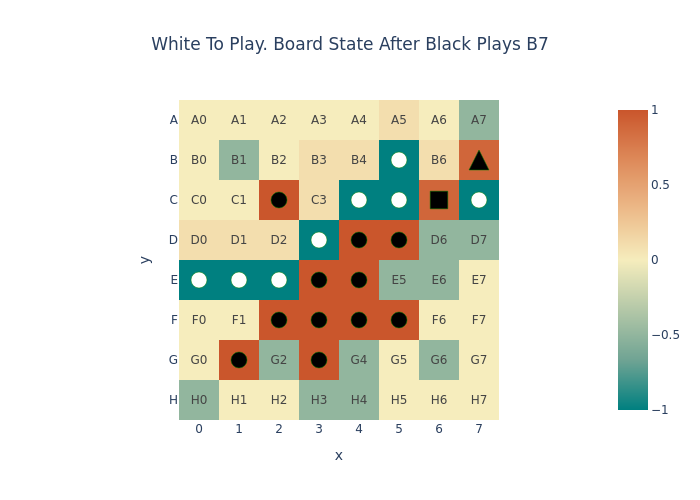 White To Play. Board State After Black Plays B7
A A0 A1 A2 A3 A4 A5 A6 A7
B B0 B1 B2 B3 B4 B6
C C0 C1 C3
D D0 D1 D2 D6 D7
E E5 E6 E7
F F0 F1 F6 F7
G G0 G2 G4 G5 G6 G7
H H0 H1 H2 H3 H4 H5 H6 H7
0 1 2 3 4 5 6 7
x
y
1
0.5
0
−0.5
−1